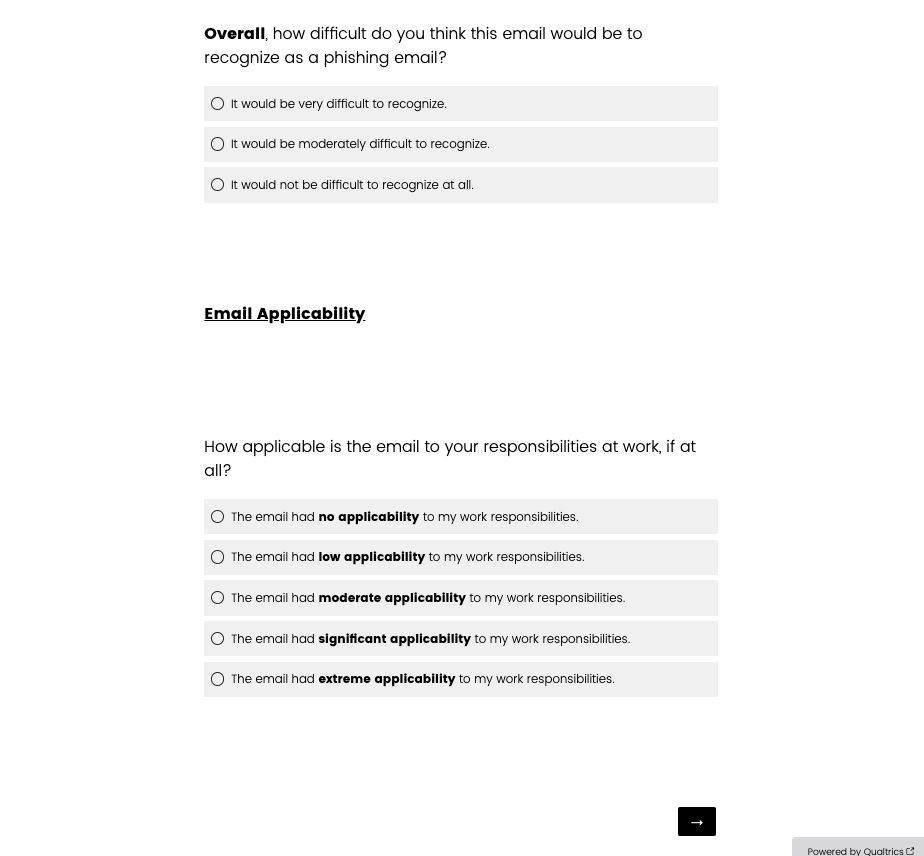 Overall, how difficult do you think this email would be to
recognize as a phishing email?
It would be very difficult to recognize.
It would be moderately difficult to recognize.
It would not be difficult to recognize at all.
Email Applicability
How applicable is the email to your responsibilities at work, if at
all?
The email had no applicability to my work responsibilities.
The email had low applicability to my work responsibilities.
The email had moderate applicability to my work responsibilities.
The email had significant applicability to my work responsibilities.
The email had extreme applicability to my work responsibilities.
→
Powered by Qualtrics